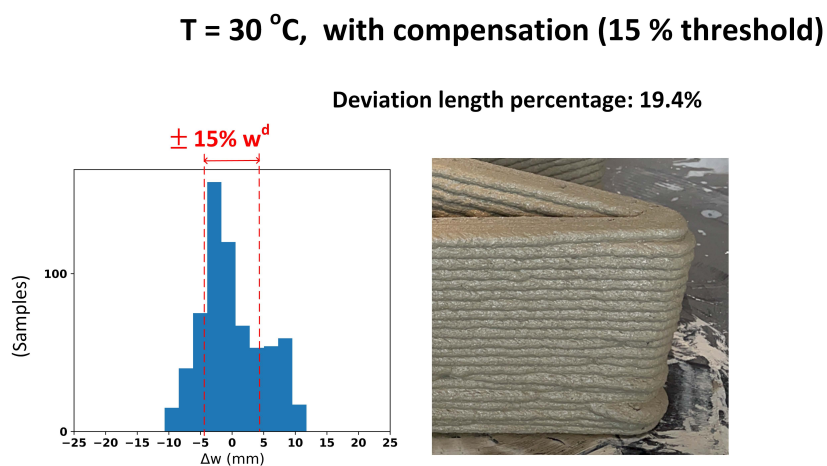 T = 30 °C, with compensation (15 % threshold)
Deviation length percentage: 19.4%
± 15% wᵈ
(Samples)
100
0
−25 −20 −15 −10 −5 0 5 10 15 20 25
Δw (mm)